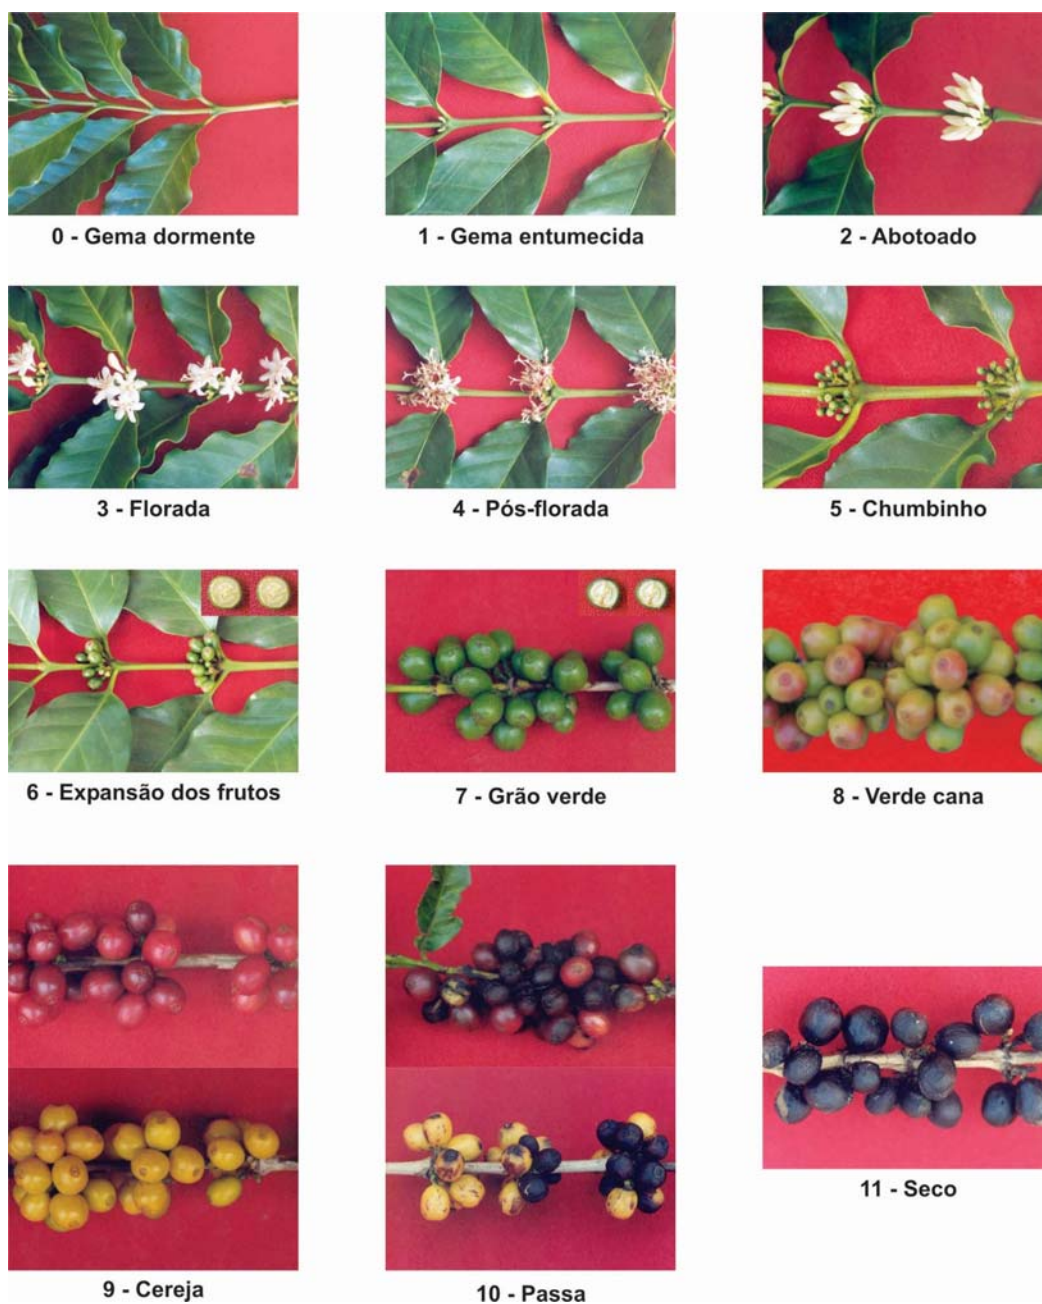 0 - Gema dormente
1 - Gema entumecida
2 - Abotoado
3 - Florada
4 - Pós-florada
5 - Chumbinho
6 - Expansão dos frutos
7 - Grão verde
8 - Verde cana
9 - Cereja
10 - Passa
11 - Seco